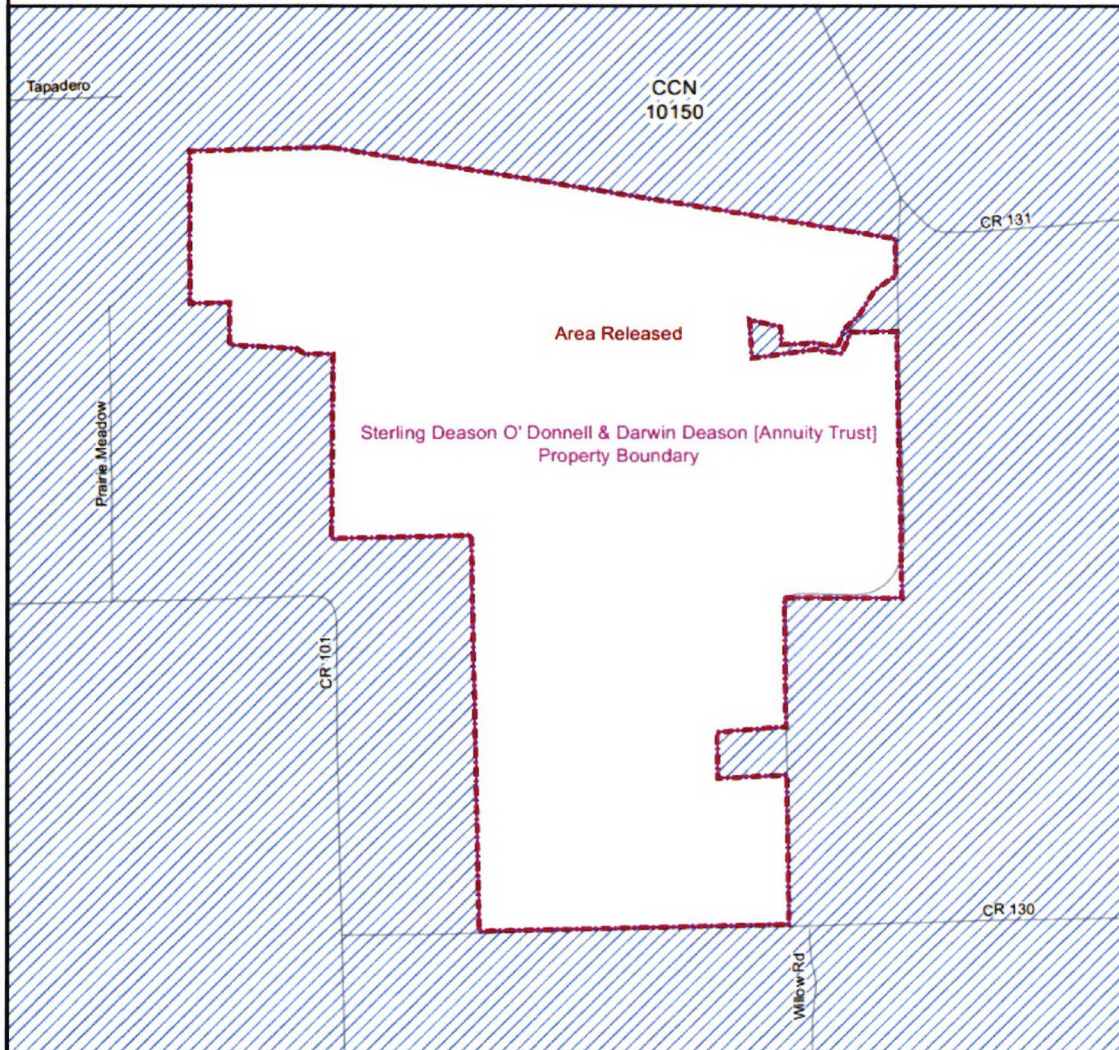 Tapadero
CCN
10150
CR 131
Area Released
Prairie Meadow
Sterling Deason O' Donnell & Darwin Deason [Annuity Trust]
Property Boundary
CR 101
CR 130
Willow Rd